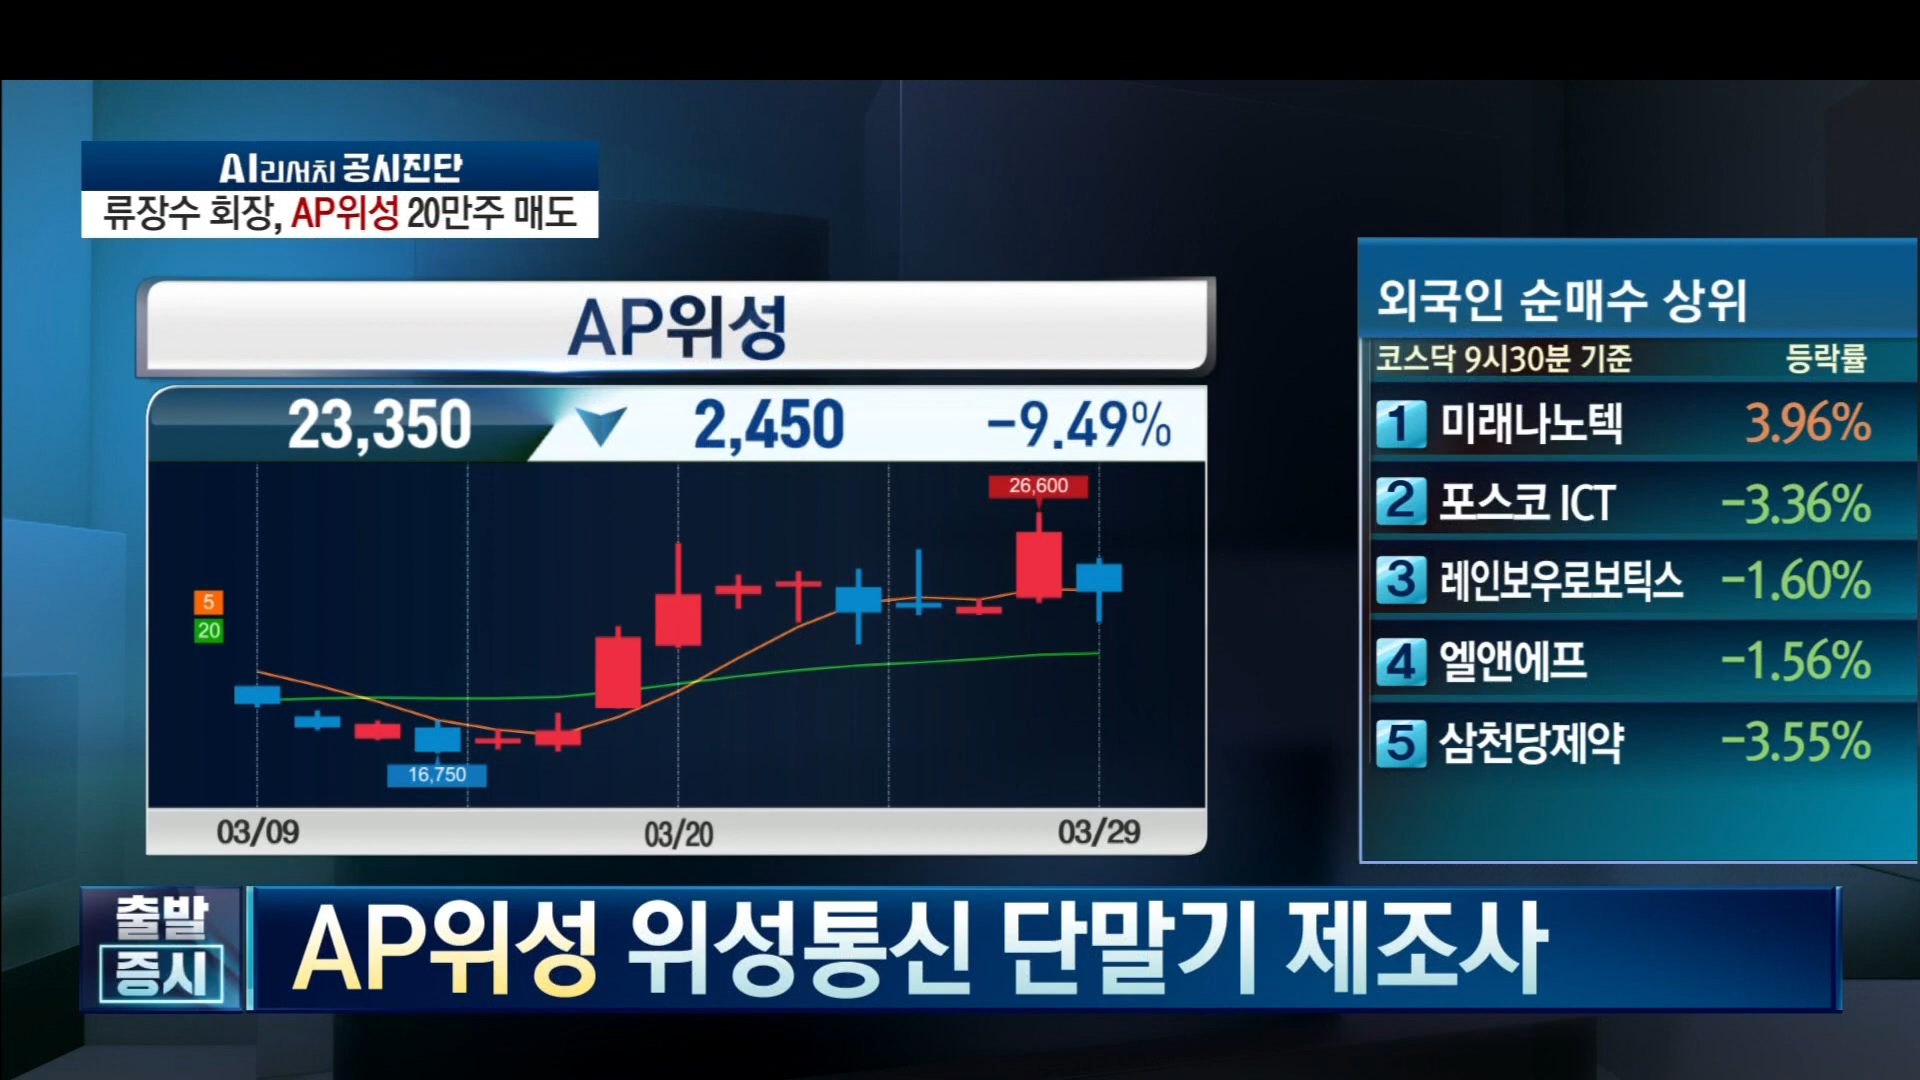 AI리서치 공시진단
류장수 회장, AP위성 20만주 매도
AP위성
23,350 ▼ 2,450 -9.49%
26,600
5
20
16,750
03/09 03/20 03/29
외국인 순매수 상위
코스닥 9시30분 기준 등락률
1 미래나노텍 3.96%
2 포스코 ICT -3.36%
3 레인보우로보틱스 -1.60%
4 엘앤에프 -1.56%
5 삼천당제약 -3.55%
출발
증시
AP위성 위성통신 단말기 제조사